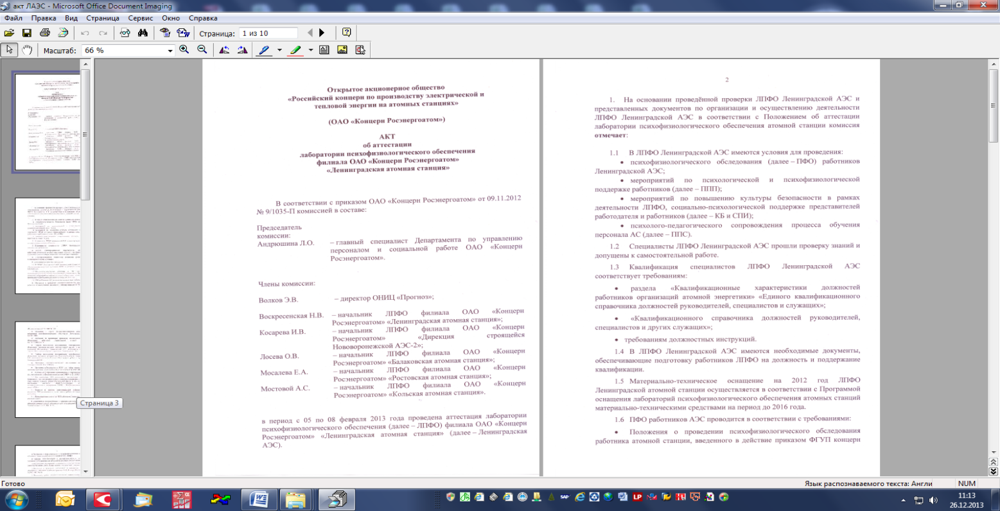 акт ЛАЭС - Microsoft Office Document Imaging
Файл Правка Вид Страница Сервис Окно Справка
Страница: 1 из 10
Масштаб: 66 %
Открытое акционерное общество
«Российский концерн по производству электрической и
тепловой энергии на атомных станциях»
(ОАО «Концерн Росэнергоатом»)
АКТ
об аттестации
лаборатории психофизиологического обеспечения
филиала ОАО «Концерн Росэнергоатом»
«Ленинградская атомная станция»
В соответствии с приказом ОАО «Концерн Росэнергоатом» от 09.11.2012
№ 9/1035-П комиссией в составе:
Председатель
комиссии:
Андрюшина Л.О. – главный специалист Департамента по управлению
персоналом и социальной работе ОАО «Концерн
Росэнергоатом».
Члены комиссии:
Волков Э.В. – директор ОНИЦ «Прогноз»;
Воскресенская Н.В. – начальник ЛПФО филиала ОАО «Концерн
Росэнергоатом» «Ленинградская атомная станция»;
Косарева И.В. – начальник ЛПФО филиала ОАО «Концерн
Росэнергоатом» «Дирекция строящейся
Нововоронежской АЭС-2»;
Лосева О.В. – начальник ЛПФО филиала ОАО «Концерн
Росэнергоатом» «Балаковская атомная станция»;
Мосалева Е.А. – начальник ЛПФО филиала ОАО «Концерн
Росэнергоатом» «Ростовская атомная станция»;
Мостовой А.С. – начальник ЛПФО филиала ОАО «Концерн
Росэнергоатом» «Кольская атомная станция».
в период с 05 по 08 февраля 2013 года проведена аттестация лаборатории
психофизиологического обеспечения (далее – ЛПФО) филиала ОАО «Концерн
Росэнергоатом» «Ленинградская атомная станция» (далее – Ленинградская
АЭС).
2
1. На основании проведённой проверки ЛПФО Ленинградской АЭС и
представленных документов по организации и осуществлению деятельности
ЛПФО Ленинградской АЭС в соответствии с Положением об аттестации
лаборатории психофизиологического обеспечения атомной станции комиссия
отмечает:
1.1 В ЛПФО Ленинградской АЭС имеются условия для проведения:
• психофизиологического обследования (далее – ПФО) работников
Ленинградской АЭС;
• мероприятий по психологической и психофизиологической
поддержке работников (далее – ППП);
• мероприятий по повышению культуры безопасности в рамках
деятельности ЛПФО, социально-психологической поддержке представителей
работодателя и работников (далее – КБ и СПИ);
• психолого-педагогического сопровождения процесса обучения
персонала АС (далее – ППС).
1.2 Специалисты ЛПФО Ленинградской АЭС прошли проверку знаний и
допущены к самостоятельной работе.
1.3 Квалификация специалистов ЛПФО Ленинградской АЭС
соответствует требованиям:
• раздела «Квалификационные характеристики должностей
работников организаций атомной энергетики» «Единого квалификационного
справочника должностей руководителей, специалистов и служащих»;
• «Квалификационного справочника должностей руководителей,
специалистов и других служащих»;
• требованиям должностных инструкций.
1.4 В ЛПФО Ленинградской АЭС имеются необходимые документы,
обеспечивающие подготовку работников ЛПФО на должность и поддержание
квалификации.
1.5 Материально-техническое оснащение на 2012 год ЛПФО
Ленинградской атомной станции осуществляется в соответствии с Программой
оснащения лабораторий психофизиологического обеспечения атомных станций
материально-техническими средствами на период до 2016 года.
1.6 ПФО работников АЭС проводится в соответствии с требованиями:
• Положения о проведении психофизиологического обследования
работника атомной станции, введенного в действие приказом ФГУП концерн
Страница 3
Готово
Язык распознаваемого текста: Англи NUM
SAP
LP
11:13
26.12.2013